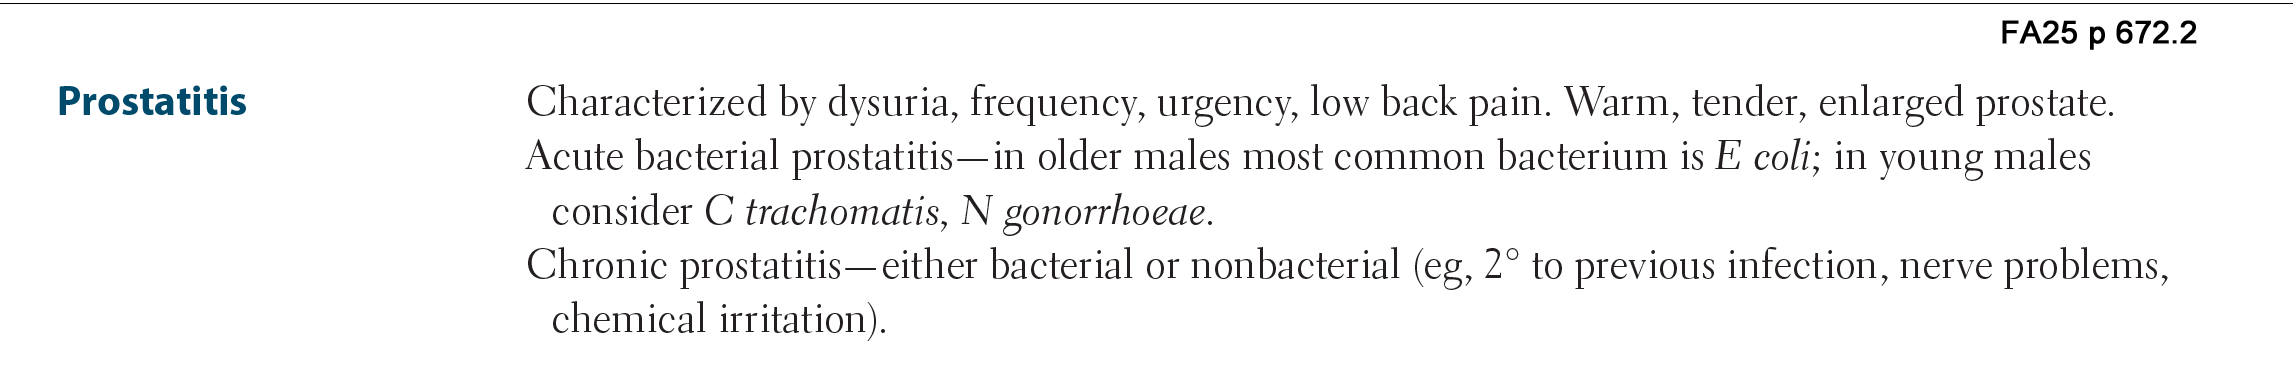 FA25 p 672.2
Prostatitis
Characterized by dysuria, frequency, urgency, low back pain. Warm, tender, enlarged prostate.
Acute bacterial prostatitis—in older males most common bacterium is E coli; in young males
consider C trachomatis, N gonorrhoeae.
Chronic prostatitis—either bacterial or nonbacterial (eg, 2° to previous infection, nerve problems,
chemical irritation).